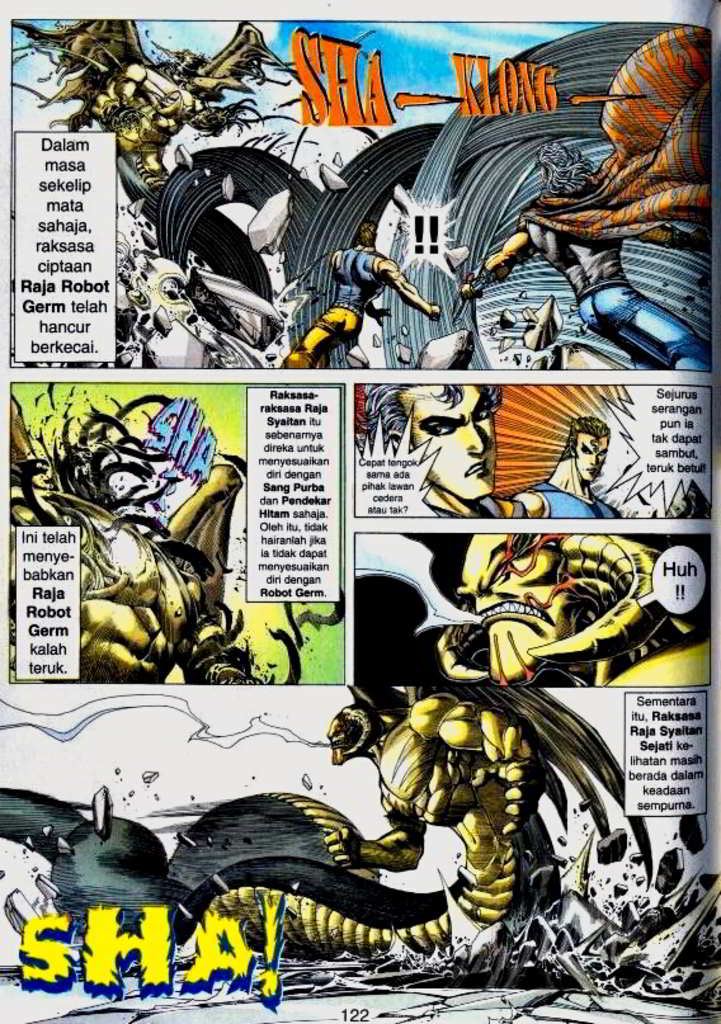 SHA-KLONG-
Dalam
masa
sekelip
mata
sahaja,
raksasa
ciptaan
Raja Robot
Germ telah
hancur
berkecai.
!!
SHA
Raksasa-
raksasa Raja
Syaitan itu
sebenarnya
direka untuk
menyesuaikan
diri dengan
Sang Purba
dan Pendekar
Hitam sahaja.
Oleh itu, tidak
hairanlah jika
ia tidak dapat
menyesuaikan
diri dengan
Robot Germ.
Ini telah
menye-
babkan
Raja
Robot
Germ
kalah
teruk.
Cepat tengok
sama ada
pihak lawan
cedera
atau tak?
Sejurus
serangan
pun ia
tak dapat
sambut,
teruk betul!
Huh
!!
Sementara
itu, Raksasa
Raja Syaitan
Sejati ke-
lihatan masih
berada dalam
keadaan
sempurna.
SHA!
122